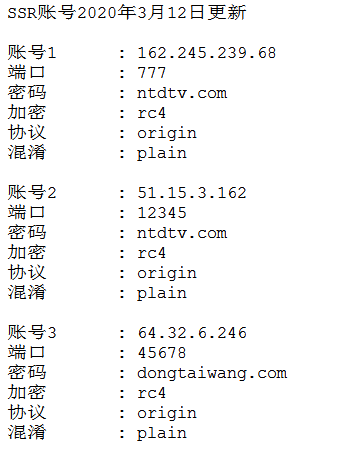 SSR账号2020年3月12日更新
账号1 : 162.245.239.68
端口 : 777
密码 : ntdtv.com
加密 : rc4
协议 : origin
混淆 : plain
账号2 : 51.15.3.162
端口 : 12345
密码 : ntdtv.com
加密 : rc4
协议 : origin
混淆 : plain
账号3 : 64.32.6.246
端口 : 45678
密码 : dongtaiwang.com
加密 : rc4
协议 : origin
混淆 : plain